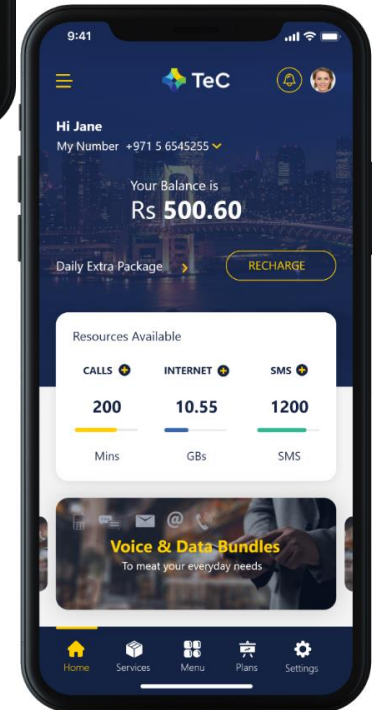 9:41
TeC
Hi Jane
My Number +971 5 6545255
Your Balance is
Rs 500.60
Daily Extra Package >
RECHARGE
Resources Available
CALLS INTERNET SMS
200 10.55 1200
Mins GBs SMS
@
Voice & Data Bundles
To meat your everyday needs
Home Services Menu Plans Settings